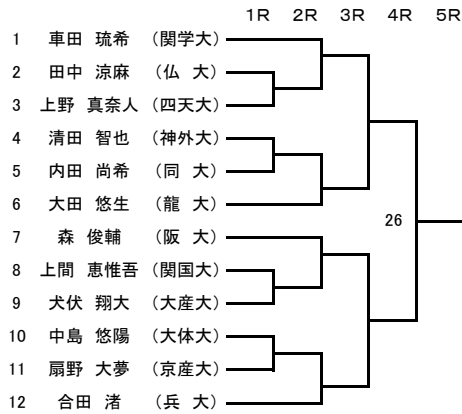 1R 2R 3R 4R 5R
1 車田 琉希 (関学大)
2 田中 涼麻 (仏 大)
3 上野 真奈人 (四天大)
4 清田 智也 (神外大)
5 内田 尚希 (同 大)
6 大田 悠生 (龍 大)
26
7 森 俊輔 (阪 大)
8 上間 恵惟吾 (関国大)
9 犬伏 翔大 (大産大)
10 中島 悠陽 (大体大)
11 扇野 大夢 (京産大)
12 合田 渚 (兵 大)